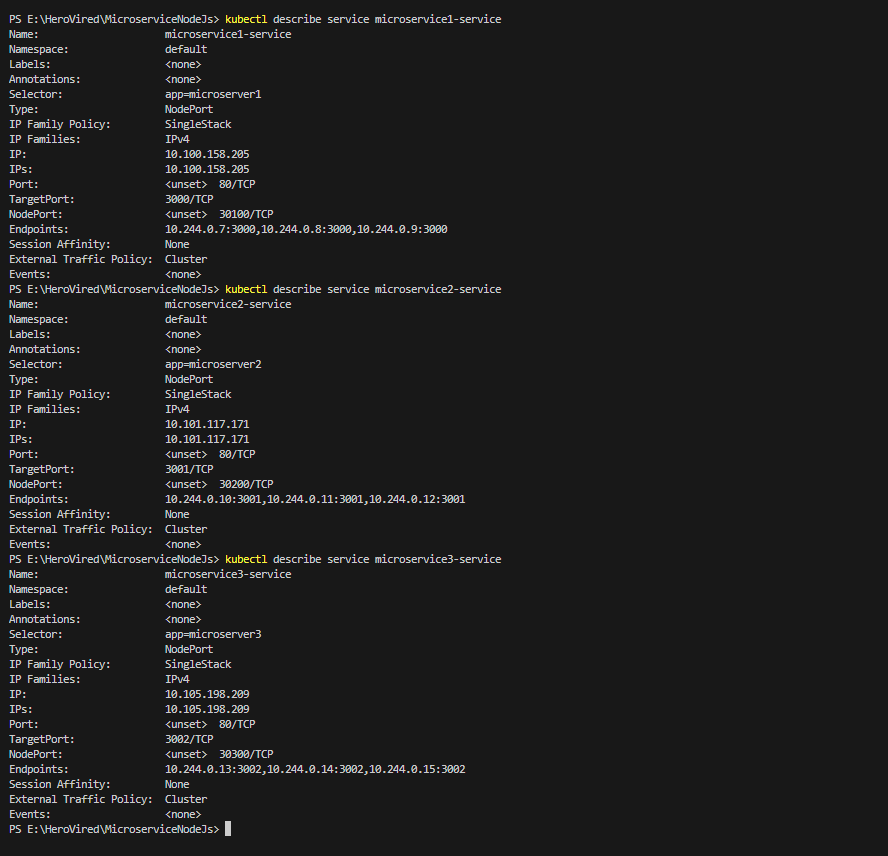 PS E:\HeroVired\MicroserviceNodeJs> kubectl describe service microservice1-service
Name:                     microservice1-service
Namespace:                default
Labels:                   <none>
Annotations:              <none>
Selector:                 app=microserver1
Type:                     NodePort
IP Family Policy:         SingleStack
IP Families:              IPv4
IP:                       10.100.158.205
IPs:                      10.100.158.205
Port:                     <unset>  80/TCP
TargetPort:               3000/TCP
NodePort:                 <unset>  30100/TCP
Endpoints:                10.244.0.7:3000,10.244.0.8:3000,10.244.0.9:3000
Session Affinity:         None
External Traffic Policy:  Cluster
Events:                   <none>
PS E:\HeroVired\MicroserviceNodeJs> kubectl describe service microservice2-service
Name:                     microservice2-service
Namespace:                default
Labels:                   <none>
Annotations:              <none>
Selector:                 app=microserver2
Type:                     NodePort
IP Family Policy:         SingleStack
IP Families:              IPv4
IP:                       10.101.117.171
IPs:                      10.101.117.171
Port:                     <unset>  80/TCP
TargetPort:               3001/TCP
NodePort:                 <unset>  30200/TCP
Endpoints:                10.244.0.10:3001,10.244.0.11:3001,10.244.0.12:3001
Session Affinity:         None
External Traffic Policy:  Cluster
Events:                   <none>
PS E:\HeroVired\MicroserviceNodeJs> kubectl describe service microservice3-service
Name:                     microservice3-service
Namespace:                default
Labels:                   <none>
Annotations:              <none>
Selector:                 app=microserver3
Type:                     NodePort
IP Family Policy:         SingleStack
IP Families:              IPv4
IP:                       10.105.198.209
IPs:                      10.105.198.209
Port:                     <unset>  80/TCP
TargetPort:               3002/TCP
NodePort:                 <unset>  30300/TCP
Endpoints:                10.244.0.13:3002,10.244.0.14:3002,10.244.0.15:3002
Session Affinity:         None
External Traffic Policy:  Cluster
Events:                   <none>
PS E:\HeroVired\MicroserviceNodeJs>